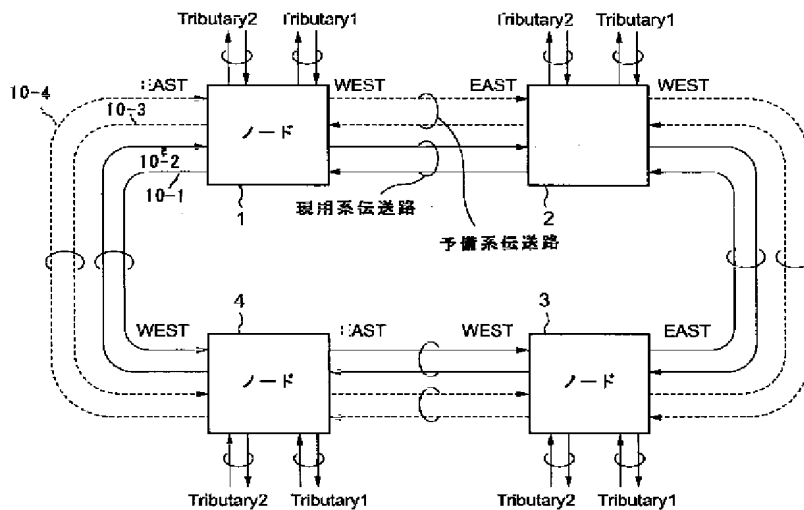 Tributary2 Tributary1 Tributary2 Tributary1
EAST WEST EAST WEST
10-4
10-3
ノード
10-2
10-1
1
現用系伝送路
2
予備系伝送路
4
3
WEST EAST WEST EAST
ノード ノード
Tributary2 Tributary1 Tributary2 Tributary1